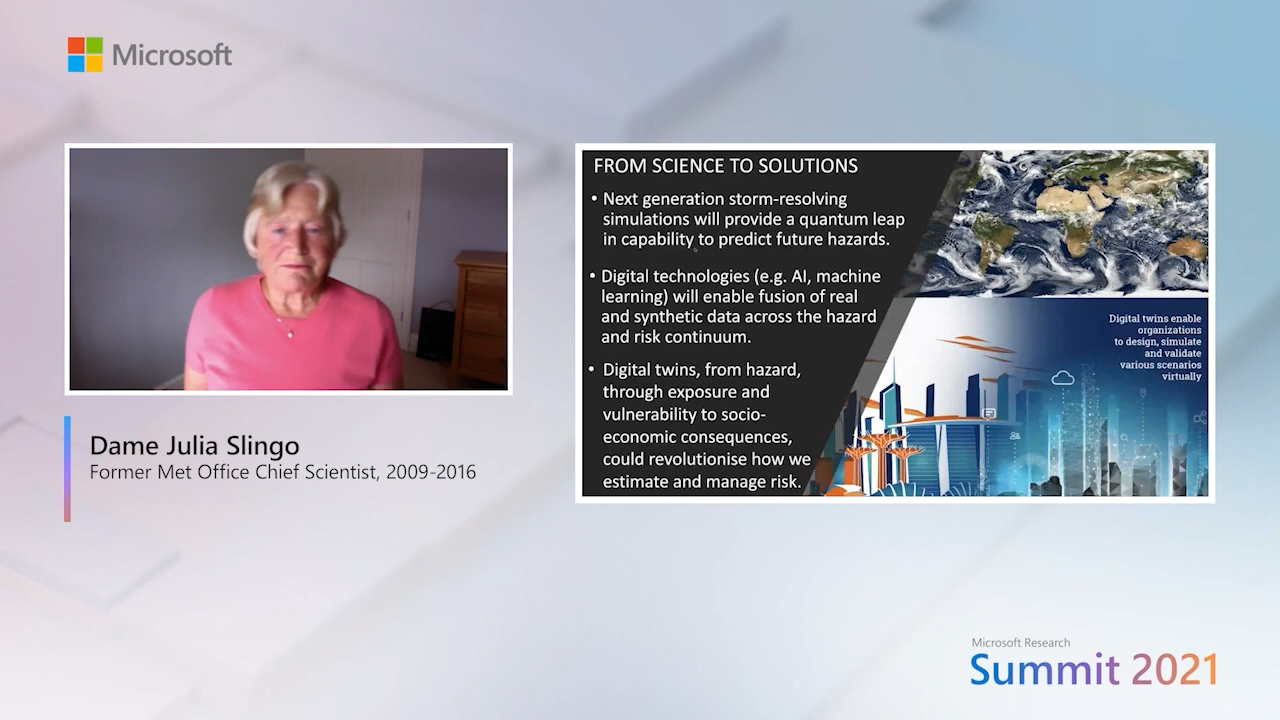 Microsoft
Dame Julia Slingo
Former Met Office Chief Scientist, 2009-2016
FROM SCIENCE TO SOLUTIONS
• Next generation storm-resolving
simulations will provide a quantum leap
in capability to predict future hazards.
• Digital technologies (e.g. AI, machine
learning) will enable fusion of real
and synthetic data across the hazard
and risk continuum.
• Digital twins, from hazard,
through exposure and
vulnerability to socio-
economic consequences,
could revolutionise how we
estimate and manage risk.
Digital twins enable
organizations
to design, simulate
and validate
various scenarios
virtually
Microsoft Research
Summit 2021